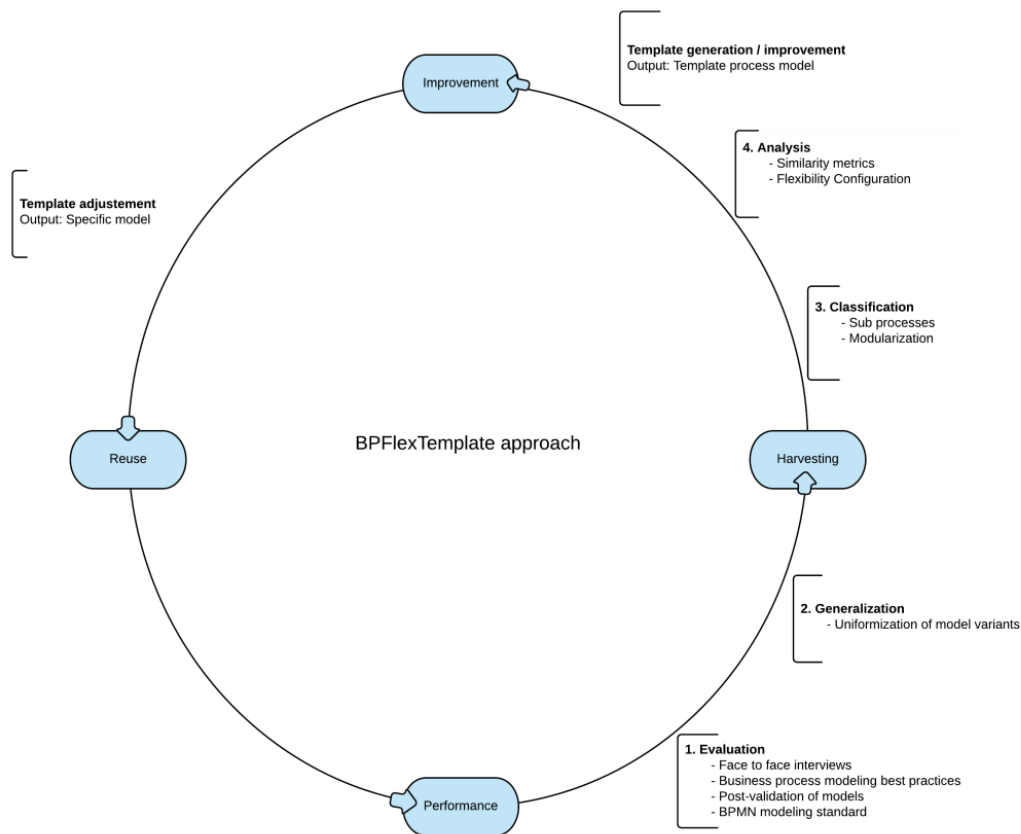 Template generation / improvement
Output: Template process model
Improvement
4. Analysis
- Similarity metrics
- Flexibility Configuration
Template adjustement
Output: Specific model
3. Classification
- Sub processes
- Modularization
BPFlexTemplate approach
Reuse
Harvesting
2. Generalization
- Uniformization of model variants
1. Evaluation
- Face to face interviews
- Business process modeling best practices
- Post-validation of models
- BPMN modeling standard
Performance